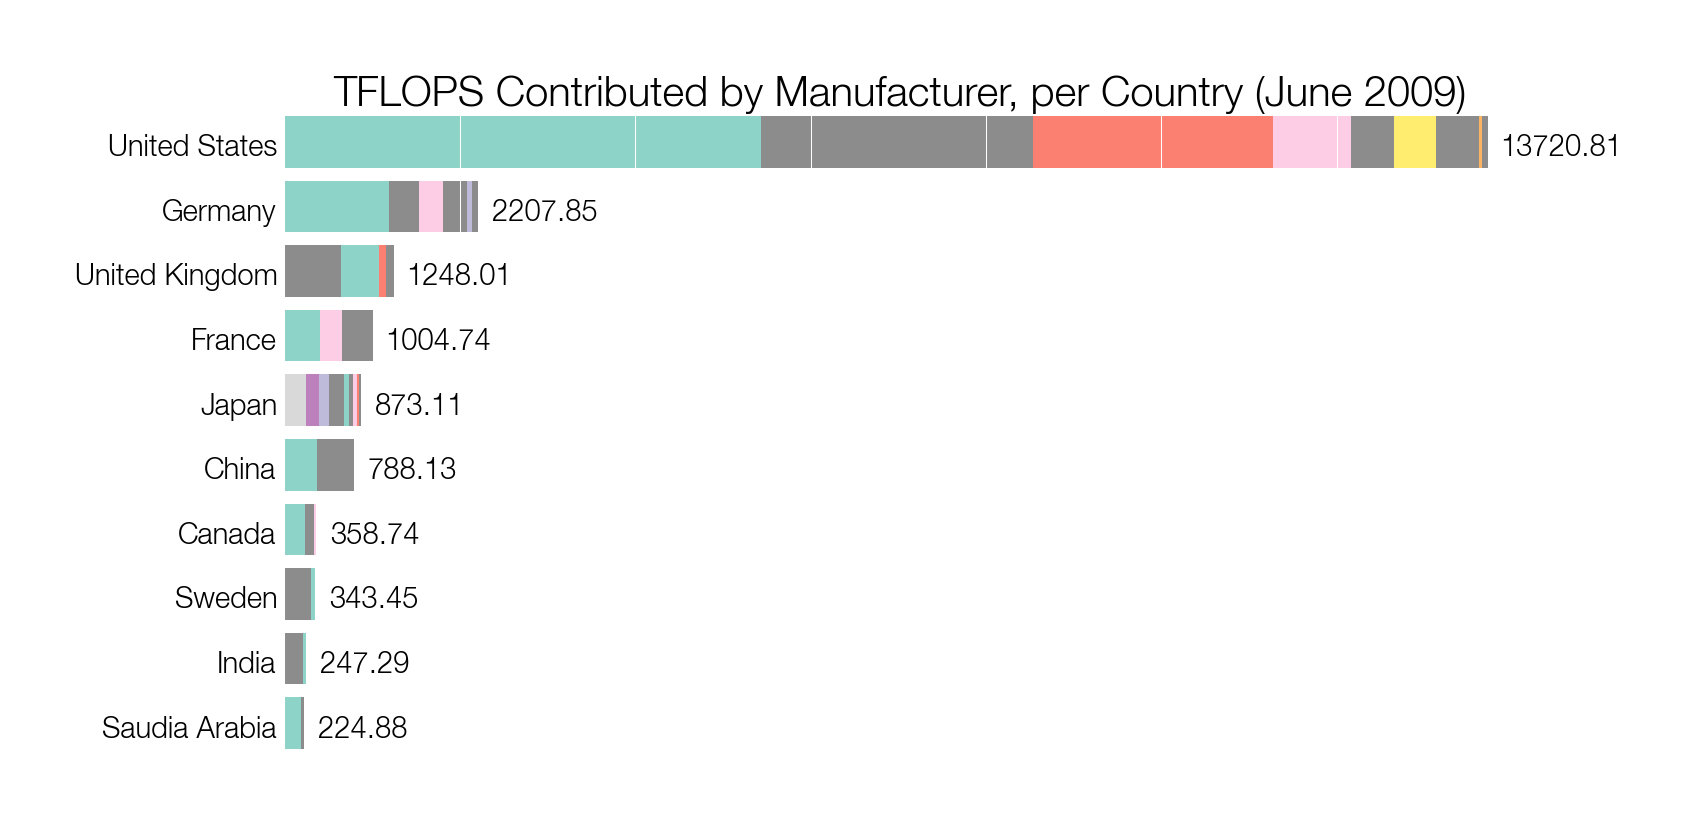 TFLOPS Contributed by Manufacturer, per Country (June 2009)
United States 13720.81
Germany 2207.85
United Kingdom 1248.01
France 1004.74
Japan 873.11
China 788.13
Canada 358.74
Sweden 343.45
India 247.29
Saudia Arabia 224.88